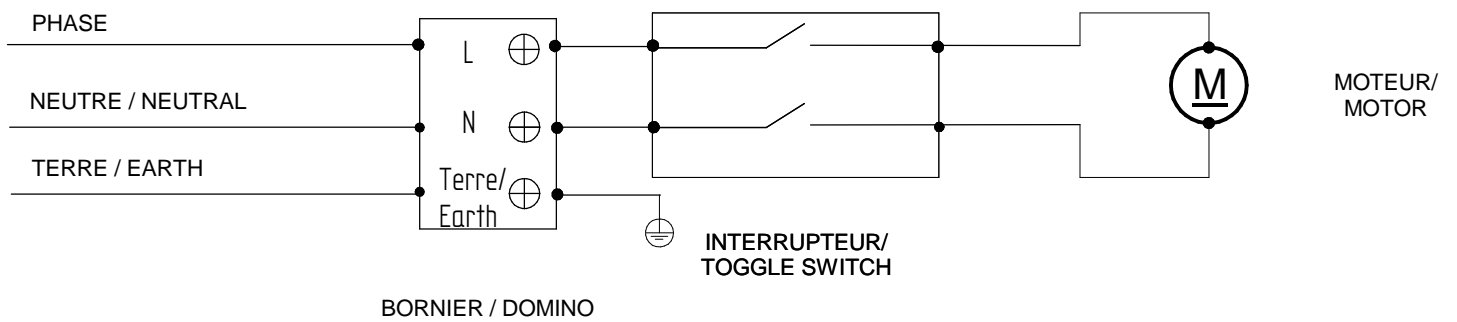 PHASE
L
NEUTRE / NEUTRAL
N
TERRE / EARTH
Terre/
Earth
INTERRUPTEUR/
TOGGLE SWITCH
BORNIER / DOMINO
M
MOTEUR/
MOTOR